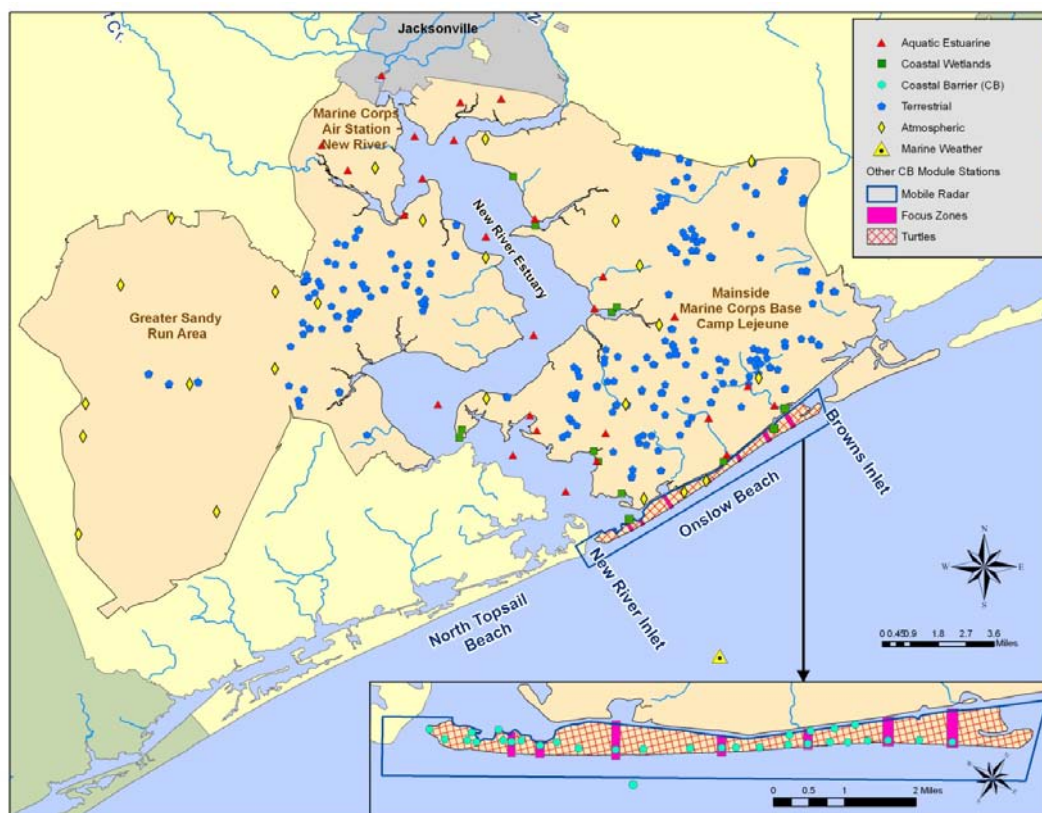 Jacksonville
Marine Corps
Air Station
New River
New River Estuary
Greater Sandy
Run Area
Mainside
Marine Corps Base
Camp Lejeune
Browns Inlet
Onslow Beach
New River Inlet
North Topsail
Beach
Aquatic Estuarine
Coastal Wetlands
Coastal Barrier (CB)
Terrestrial
Atmospheric
Marine Weather
Other CB Module Stations
Mobile Radar
Focus Zones
Turtles
N
W
E
S
0 0.45 0.9 1.8 2.7 3.6
Miles
0 0.5 1 2 Miles